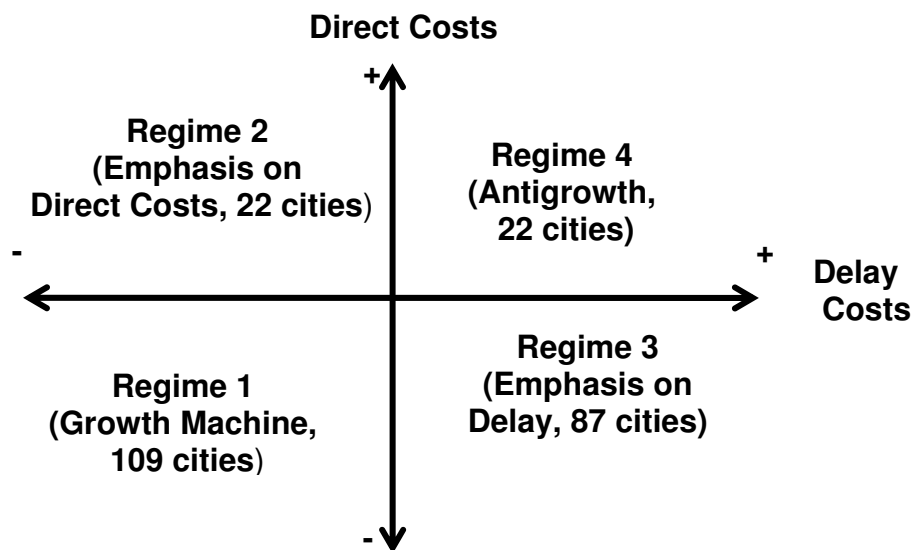 Direct Costs
+
Regime 2
(Emphasis on
Direct Costs, 22 cities)
Regime 4
(Antigrowth,
22 cities)
-
+
Delay
Costs
Regime 1
(Growth Machine,
109 cities)
Regime 3
(Emphasis on
Delay, 87 cities)
-